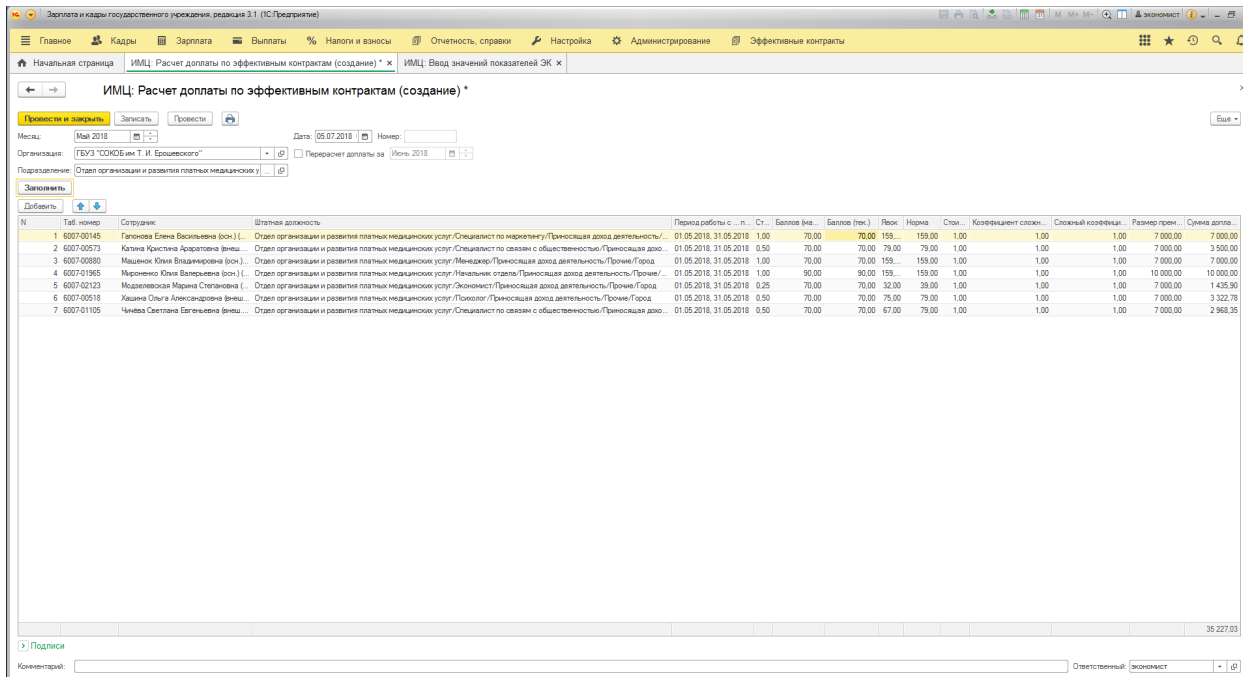 Зарплата и кадры государственного учреждения, редакция 3.1 (1С:Предприятие) M M+ M- экономист
Главное Кадры Зарплата Выплаты % Налоги и взносы Отчетность, справки Настройка Администрирование Эффективные контракты
Начальная страница ИМЦ: Расчет доплаты по эффективным контрактам (создание) * × ИМЦ: Ввод значений показателей ЭК ×
ИМЦ: Расчет доплаты по эффективным контрактам (создание) *
Провести и закрыть Записать Провести Еще
Месяц: Май 2018 Дата: 05.07.2018 Номер:
Организация: ГБУЗ "СОКОБ им Т. И. Ерошевского" Перерасчет доплаты за Июнь 2018
Подразделение: Отдел организации и развития платных медицинских у ...
Заполнить
Добавить
N Таб. номер Сотрудник Штатная должность Период работы с ... п... Ст... Баллов (ма... Баллов (тек.) Явок Норма Стои... Коэффициент сложн... Сложный коэффици... Размер прем... Сумма допла...
1 6007-00145 Гапонова Елена Васильевна (осн.) (... Отдел организации и развития платных медицинских услуг/Специалист по маркетингу/Приносящая доход деятельность/... 01.05.2018, 31.05.2018 1,00 70,00 70,00 159,... 159,00 1,00 1,00 1,00 7 000,00 7 000,00
2 6007-00573 Катина Кристина Араратовна (внеш.... Отдел организации и развития платных медицинских услуг/Специалист по связям с общественностью/Приносящая дохо... 01.05.2018, 31.05.2018 0,50 70,00 70,00 79,00 79,00 1,00 1,00 1,00 7 000,00 3 500,00
3 6007-00880 Мащенок Юлия Владимировна (осн.)... Отдел организации и развития платных медицинских услуг/Менеджер/Приносящая доход деятельность/Прочие/Город 01.05.2018, 31.05.2018 1,00 70,00 70,00 159,... 159,00 1,00 1,00 1,00 7 000,00 7 000,00
4 6007-01965 Мироненко Юлия Валерьевна (осн.) (... Отдел организации и развития платных медицинских услуг/Начальник отдела/Приносящая доход деятельность/Прочие/... 01.05.2018, 31.05.2018 1,00 90,00 90,00 159,... 159,00 1,00 1,00 1,00 10 000,00 10 000,00
5 6007-02123 Модзелевская Марина Степановна (... Отдел организации и развития платных медицинских услуг/Экономист/Приносящая доход деятельность/Прочие/Город 01.05.2018, 31.05.2018 0,25 70,00 70,00 32,00 39,00 1,00 1,00 1,00 7 000,00 1 435,90
6 6007-00518 Хашина Ольга Александровна (внеш... Отдел организации и развития платных медицинских услуг/Психолог/Приносящая доход деятельность/Прочие/Город 01.05.2018, 31.05.2018 0,50 70,00 70,00 75,00 79,00 1,00 1,00 1,00 7 000,00 3 322,78
7 6007-01105 Чичёва Светлана Евгеньевна (внеш.... Отдел организации и развития платных медицинских услуг/Специалист по связям с общественностью/Приносящая дохо... 01.05.2018, 31.05.2018 0,50 70,00 70,00 67,00 79,00 1,00 1,00 1,00 7 000,00 2 968,35
35 227,03
Подписи
Комментарий: Ответственный: экономист